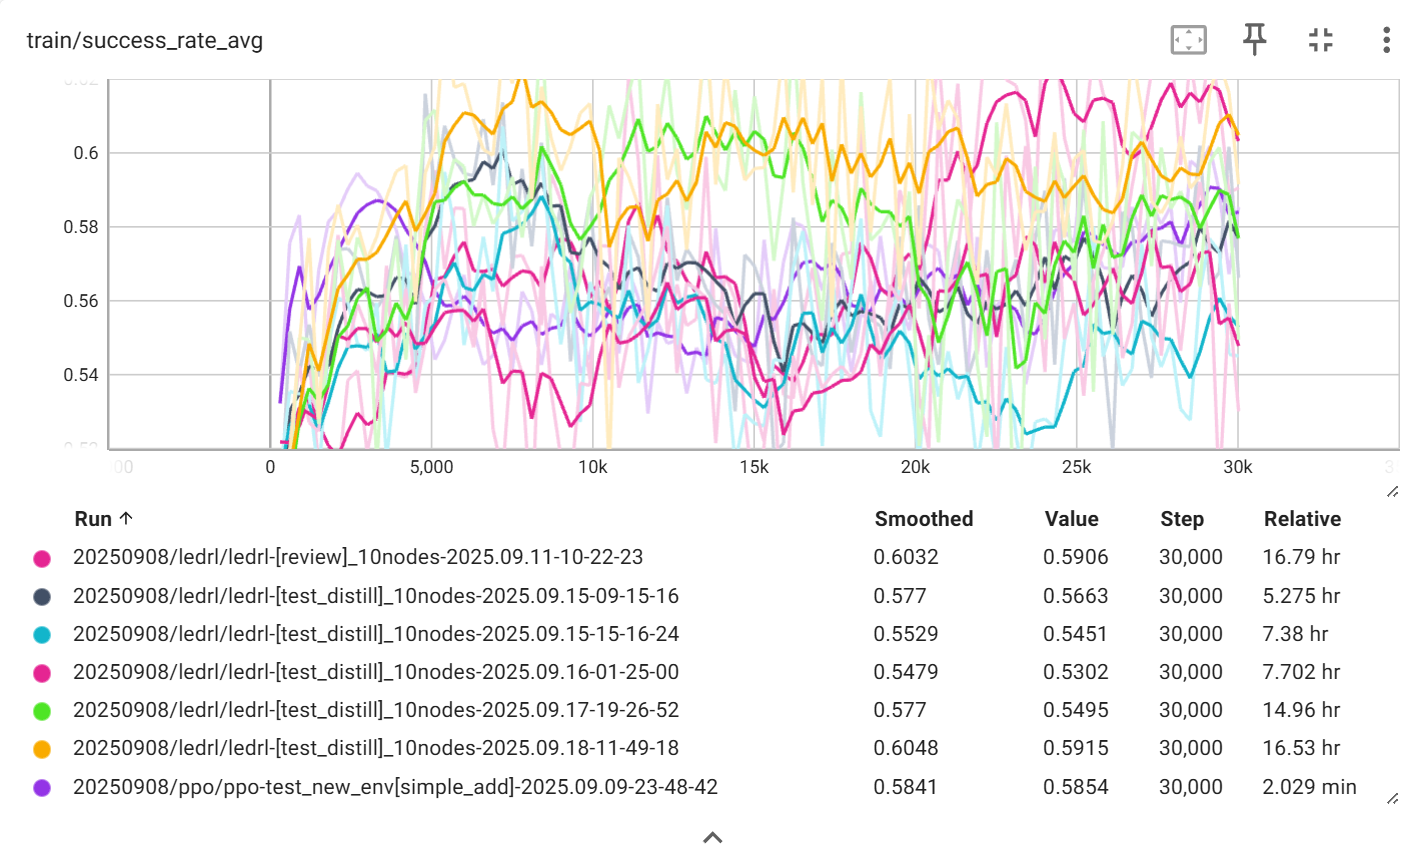 train/success_rate_avg
0.6
0.58
0.56
0.54
0 5,000 10k 15k 20k 25k 30k
Run Smoothed Value Step Relative
20250908/ledrl/ledrl-[review]_10nodes-2025.09.11-10-22-23 0.6032 0.5906 30,000 16.79 hr
20250908/ledrl/ledrl-[test_distill]_10nodes-2025.09.15-09-15-16 0.577 0.5663 30,000 5.275 hr
20250908/ledrl/ledrl-[test_distill]_10nodes-2025.09.15-15-16-24 0.5529 0.5451 30,000 7.38 hr
20250908/ledrl/ledrl-[test_distill]_10nodes-2025.09.16-01-25-00 0.5479 0.5302 30,000 7.702 hr
20250908/ledrl/ledrl-[test_distill]_10nodes-2025.09.17-19-26-52 0.577 0.5495 30,000 14.96 hr
20250908/ledrl/ledrl-[test_distill]_10nodes-2025.09.18-11-49-18 0.6048 0.5915 30,000 16.53 hr
20250908/ppo/ppo-test_new_env[simple_add]-2025.09.09-23-48-42 0.5841 0.5854 30,000 2.029 min